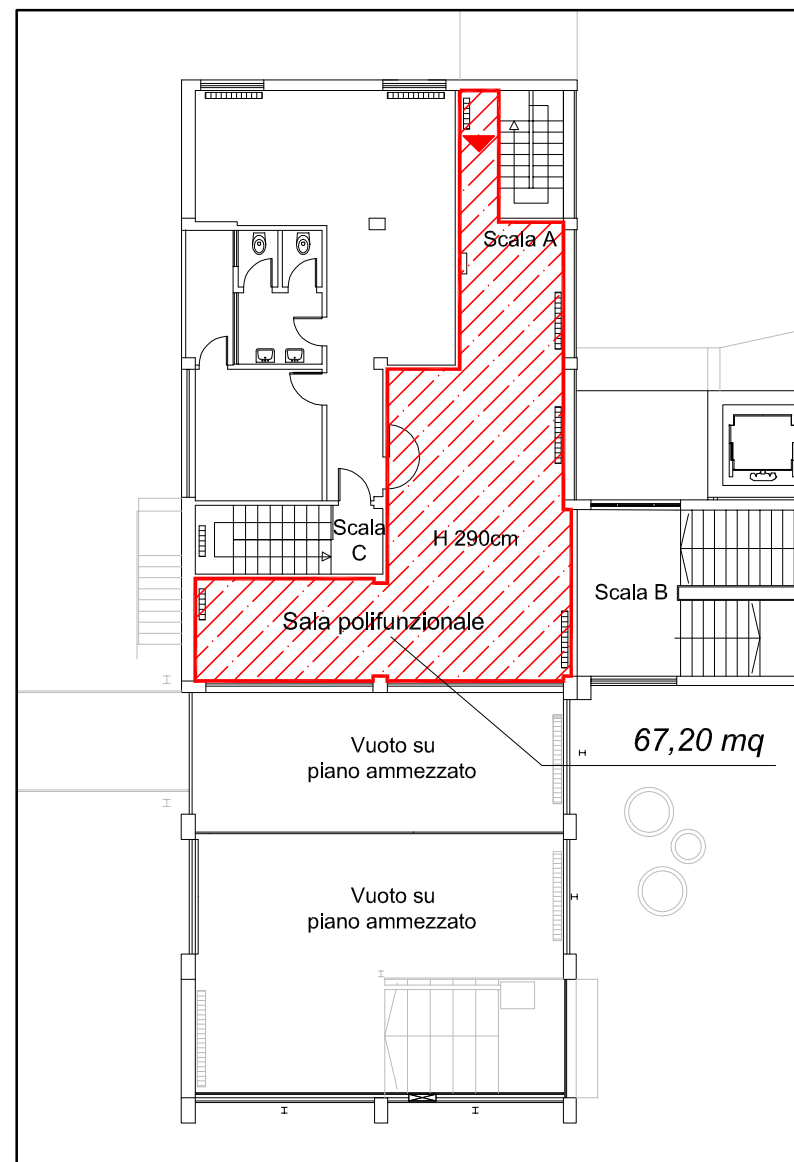 Scala A
Scala
C
H 290cm
Scala B
Sala polifunzionale
67,20 mq
Vuoto su
piano ammezzato
Vuoto su
piano ammezzato